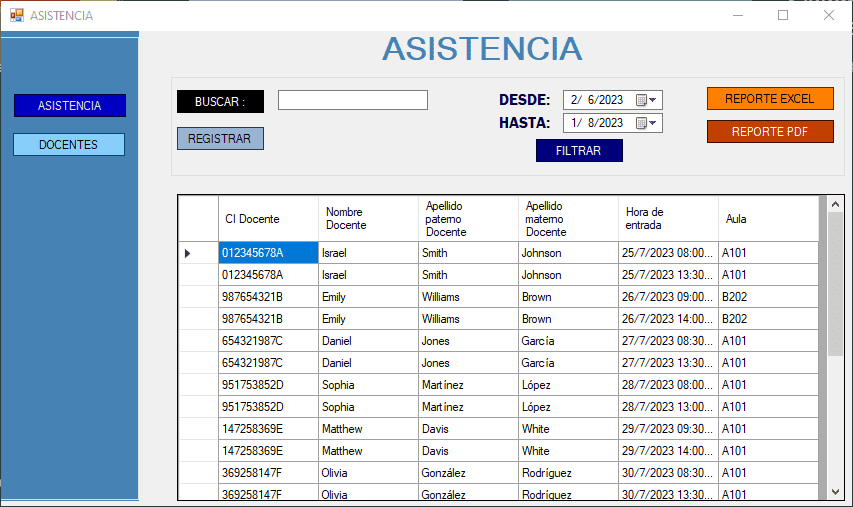 ASISTENCIA
ASISTENCIA
ASISTENCIA
DOCENTES
BUSCAR :
REGISTRAR
DESDE: 2/ 6/2023
HASTA: 1/ 8/2023
FILTRAR
REPORTE EXCEL
REPORTE PDF
CI Docente Nombre Docente Apellido paterno Docente Apellido materno Docente Hora de entrada Aula
012345678A Israel Smith Johnson 25/7/2023 08:00... A101
012345678A Israel Smith Johnson 25/7/2023 13:30... A101
987654321B Emily Williams Brown 26/7/2023 09:00... B202
987654321B Emily Williams Brown 26/7/2023 14:00... B202
654321987C Daniel Jones García 27/7/2023 08:30... A101
654321987C Daniel Jones García 27/7/2023 13:30... A101
951753852D Sophia Martínez López 28/7/2023 08:00... A101
951753852D Sophia Martínez López 28/7/2023 13:00... A101
147258369E Matthew Davis White 29/7/2023 09:30... A101
147258369E Matthew Davis White 29/7/2023 14:00... A101
369258147F Olivia González Rodríguez 30/7/2023 08:30... A101
369258147F Olivia González Rodríguez 30/7/2023 13:30... A101